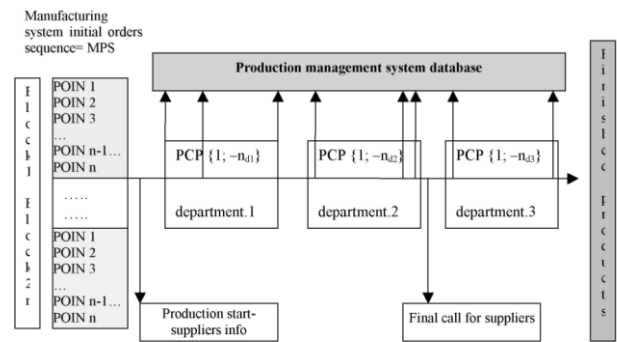 Manufacturing
system initial orders
sequence= MPS
Production management system database
POIN 1
POIN 2
POIN 3
...
POIN n-1...
POIN n
.....
.....
POIN 1
POIN 2
POIN 3
...
POIN n-1...
POIN n
PCP {1; –nd1}
department.1
PCP {1; –nd2}
department.2
PCP {1; –nd3}
department.3
Production start-
suppliers info
Final call for suppliers